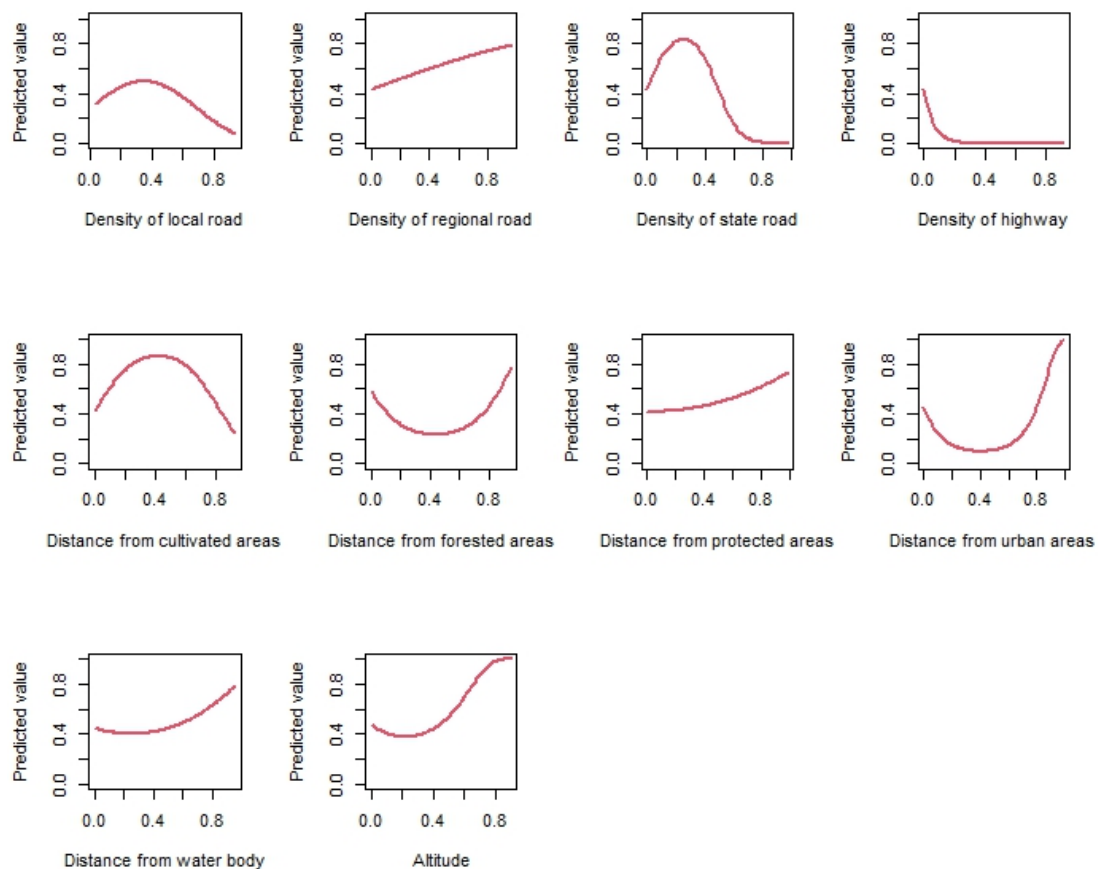 Predicted value
0.0 0.4 0.8
0.0 0.4 0.8
Density of local road
Predicted value
0.0 0.4 0.8
0.0 0.4 0.8
Density of regional road
Predicted value
0.0 0.4 0.8
0.0 0.4 0.8
Density of state road
Predicted value
0.0 0.4 0.8
0.0 0.4 0.8
Density of highway
Predicted value
0.0 0.4 0.8
0.0 0.4 0.8
Distance from cultivated areas
Predicted value
0.0 0.4 0.8
0.0 0.4 0.8
Distance from forested areas
Predicted value
0.0 0.4 0.8
0.0 0.4 0.8
Distance from protected areas
Predicted value
0.0 0.4 0.8
0.0 0.4 0.8
Distance from urban areas
Predicted value
0.0 0.4 0.8
0.0 0.4 0.8
Distance from water body
Predicted value
0.0 0.4 0.8
0.0 0.4 0.8
Altitude